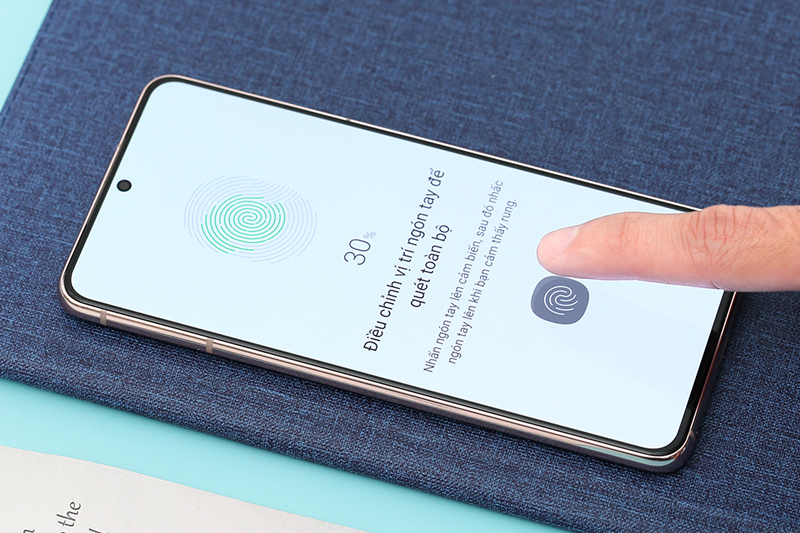 30%
Điều chỉnh vị trí ngón tay để
quét toàn bộ
Nhấn ngón tay lên cảm biến, sau đó nhấc
ngón tay lên khi bạn cảm thấy rung.
the